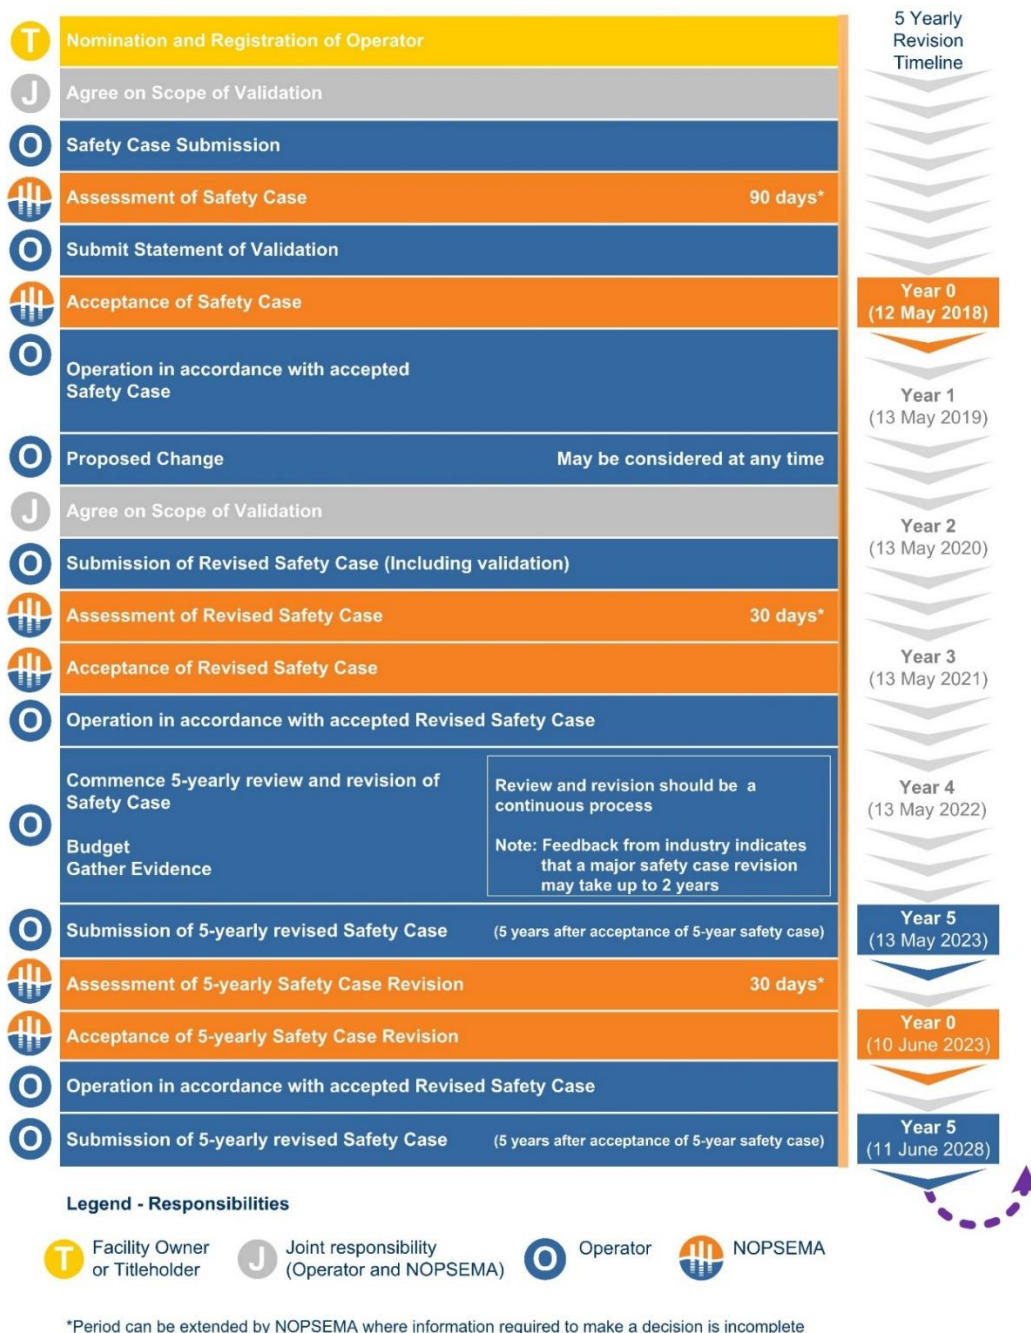 5 Yearly
Revision
Timeline
T
Nomination and Registration of Operator
J
Agree on Scope of Validation
O
Safety Case Submission
Assessment of Safety Case 90 days*
O
Submit Statement of Validation
Acceptance of Safety Case
Year 0
(12 May 2018)
O
Operation in accordance with accepted
Safety Case
Year 1
(13 May 2019)
O
Proposed Change May be considered at any time
J
Agree on Scope of Validation
Year 2
(13 May 2020)
O
Submission of Revised Safety Case (Including validation)
Assessment of Revised Safety Case 30 days*
Acceptance of Revised Safety Case
Year 3
(13 May 2021)
O
Operation in accordance with accepted Revised Safety Case
O
Commence 5-yearly review and revision of
Safety Case
Budget
Gather Evidence
Review and revision should be a
continuous process
Note: Feedback from industry indicates
that a major safety case revision
may take up to 2 years
Year 4
(13 May 2022)
O
Submission of 5-yearly revised Safety Case (5 years after acceptance of 5-year safety case)
Year 5
(13 May 2023)
Assessment of 5-yearly Safety Case Revision 30 days*
Acceptance of 5-yearly Safety Case Revision
Year 0
(10 June 2023)
O
Operation in accordance with accepted Revised Safety Case
O
Submission of 5-yearly revised Safety Case (5 years after acceptance of 5-year safety case)
Year 5
(11 June 2028)
Legend - Responsibilities
T
Facility Owner
or Titleholder
J
Joint responsibility
(Operator and NOPSEMA)
O
Operator
NOPSEMA
*Period can be extended by NOPSEMA where information required to make a decision is incomplete